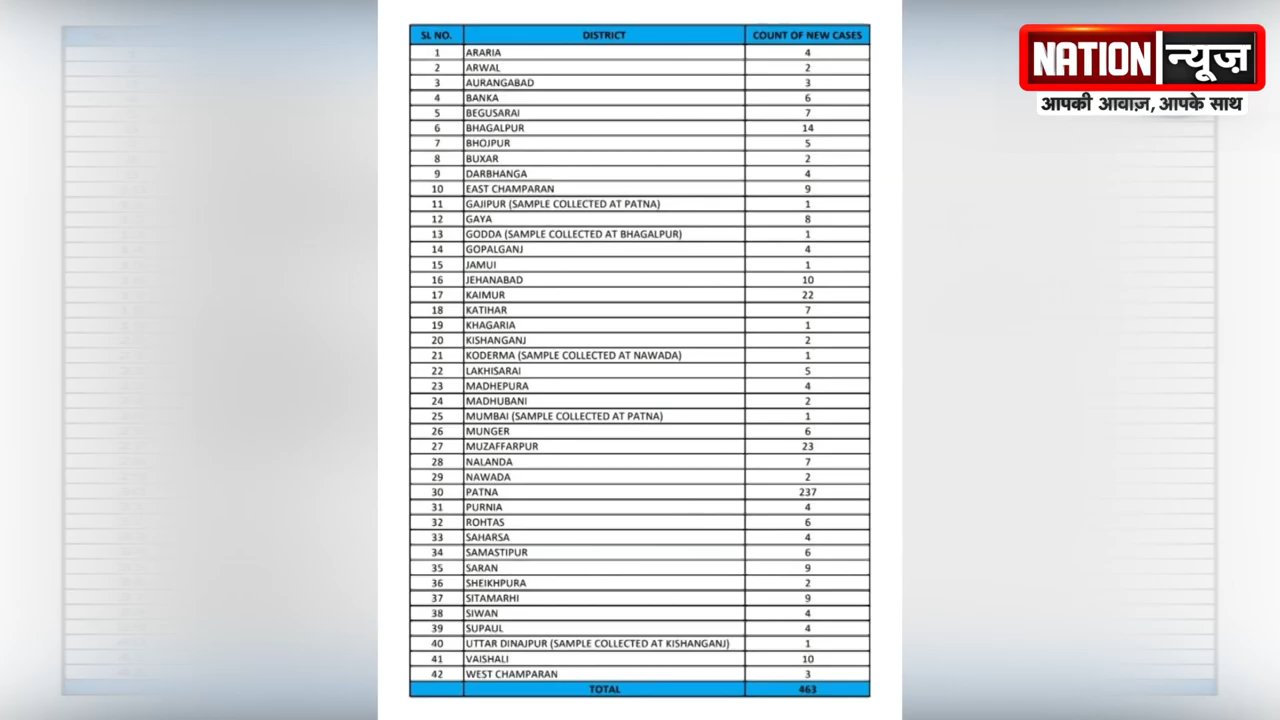 SL NO. DISTRICT COUNT OF NEW CASES
1 ARARIA 4
2 ARWAL 2
3 AURANGABAD 3
4 BANKA 6
5 BEGUSARAI 7
6 BHAGALPUR 14
7 BHOJPUR 5
8 BUXAR 2
9 DARBHANGA 4
10 EAST CHAMPARAN 9
11 GAJIPUR (SAMPLE COLLECTED AT PATNA) 1
12 GAYA 8
13 GODDA (SAMPLE COLLECTED AT BHAGALPUR) 1
14 GOPALGANJ 4
15 JAMUI 1
16 JEHANABAD 10
17 KAIMUR 22
18 KATIHAR 7
19 KHAGARIA 1
20 KISHANGANJ 2
21 KODERMA (SAMPLE COLLECTED AT NAWADA) 1
22 LAKHISARAI 5
23 MADHEPURA 4
24 MADHUBANI 2
25 MUMBAI (SAMPLE COLLECTED AT PATNA) 1
26 MUNGER 6
27 MUZAFFARPUR 23
28 NALANDA 7
29 NAWADA 2
30 PATNA 237
31 PURNIA 4
32 ROHTAS 6
33 SAHARSA 4
34 SAMASTIPUR 6
35 SARAN 9
36 SHEIKHPURA 2
37 SITAMARHI 9
38 SIWAN 4
39 SUPAUL 4
40 UTTAR DINAJPUR (SAMPLE COLLECTED AT KISHANGANJ) 1
41 VAISHALI 10
42 WEST CHAMPARAN 3
TOTAL 463
NATION न्यूज़
आपकी आवाज़, आपके साथ